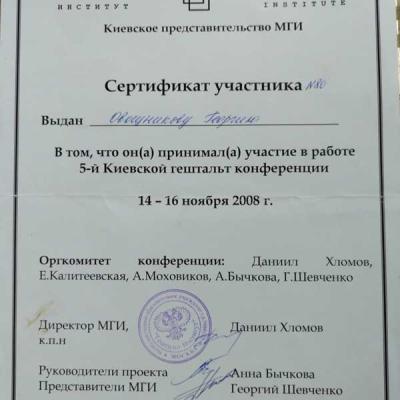 ИНСТИТУТ INSTITUTE
Киевское представительство МГИ
Сертификат участника №80
Выдан Овощникову Георгию
В том, что он(а) принимал(а) участие в работе
5-й Киевской гештальт конференции
14 – 16 ноября 2008 г.
Оргкомитет конференции: Даниил Хломов,
Е.Калитеевская, А.Моховиков, А.Бычкова, Г.Шевченко
Директор МГИ, Даниил Хломов
к.п.н
Руководители проекта Анна Бычкова
Представители МГИ Георгий Шевченко